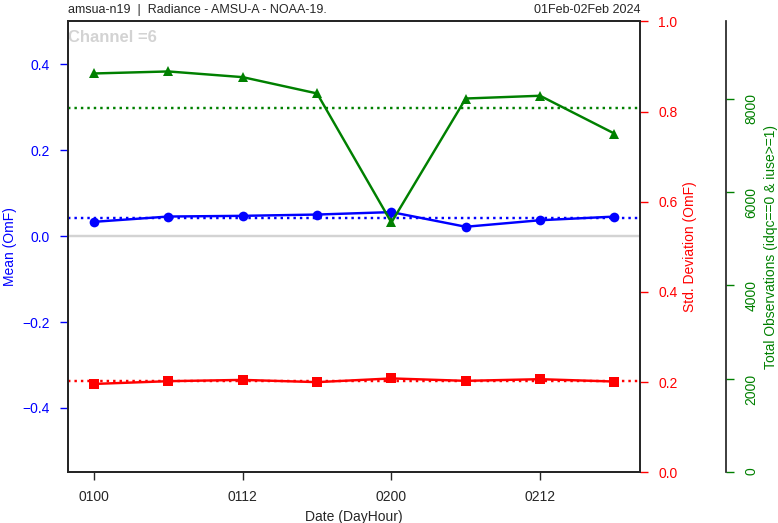 amsua-n19 | Radiance - AMSU-A - NOAA-19.
01Feb-02Feb 2024
Channel =6
0.4
0.2
0.0
−0.2
−0.4
Mean (OmF)
1.0
0.8
0.6
0.4
0.2
0.0
Std. Deviation (OmF)
8000
6000
4000
2000
0
Total Observations (idqc==0 & iuse>=1)
0100
0112
0200
0212
Date (DayHour)